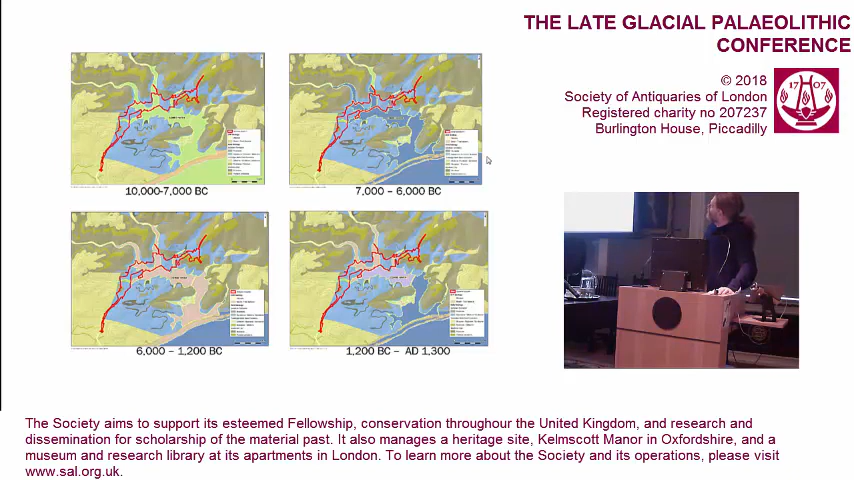 THE LATE GLACIAL PALAEOLITHIC
CONFERENCE
© 2018
Society of Antiquaries of London
Registered charity no 207237
Burlington House, Piccadilly
17 07
10,000-7,000 BC
7,000 – 6,000 BC
6,000 – 1,200 BC
1,200 BC – AD 1,300
The Society aims to support its esteemed Fellowship, conservation throughour the United Kingdom, and research and
dissemination for scholarship of the material past. It also manages a heritage site, Kelmscott Manor in Oxfordshire, and a
museum and research library at its apartments in London. To learn more about the Society and its operations, please visit
www.sal.org.uk.